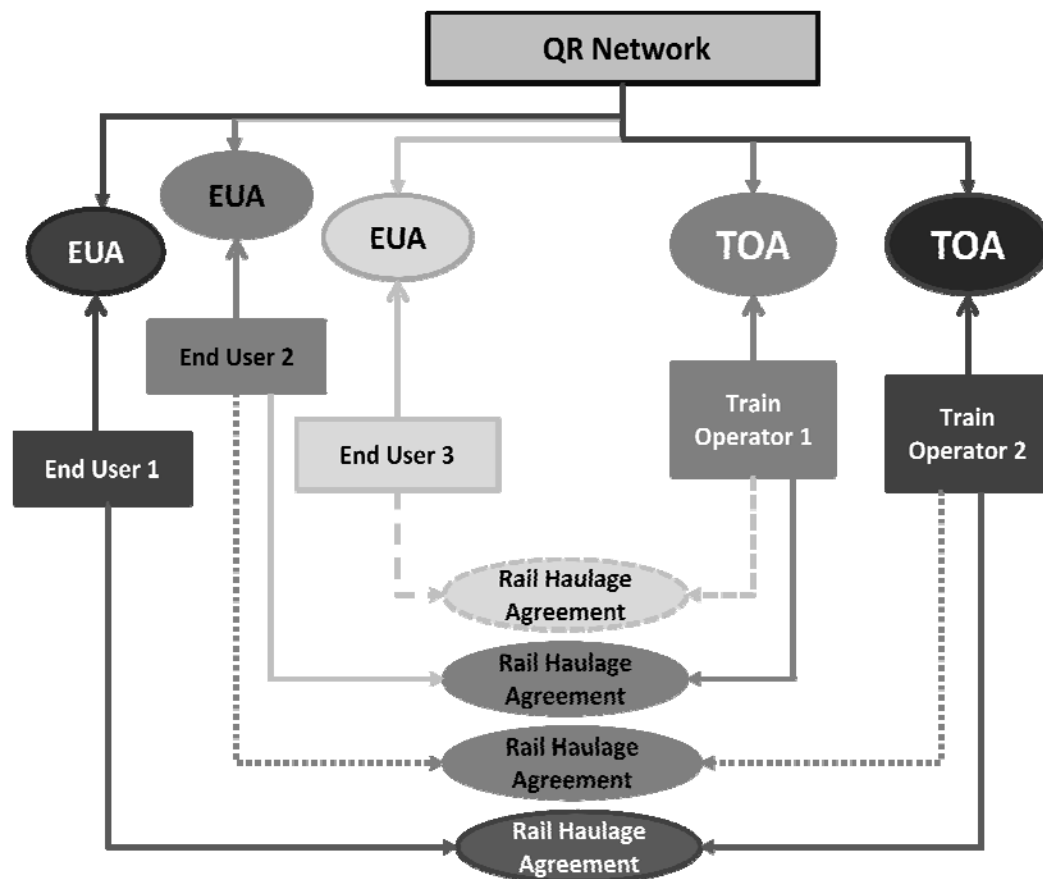 QR Network
EUA
EUA
EUA
TOA
TOA
End User 1
End User 2
End User 3
Train
Operator 1
Train
Operator 2
Rail Haulage
Agreement
Rail Haulage
Agreement
Rail Haulage
Agreement
Rail Haulage
Agreement